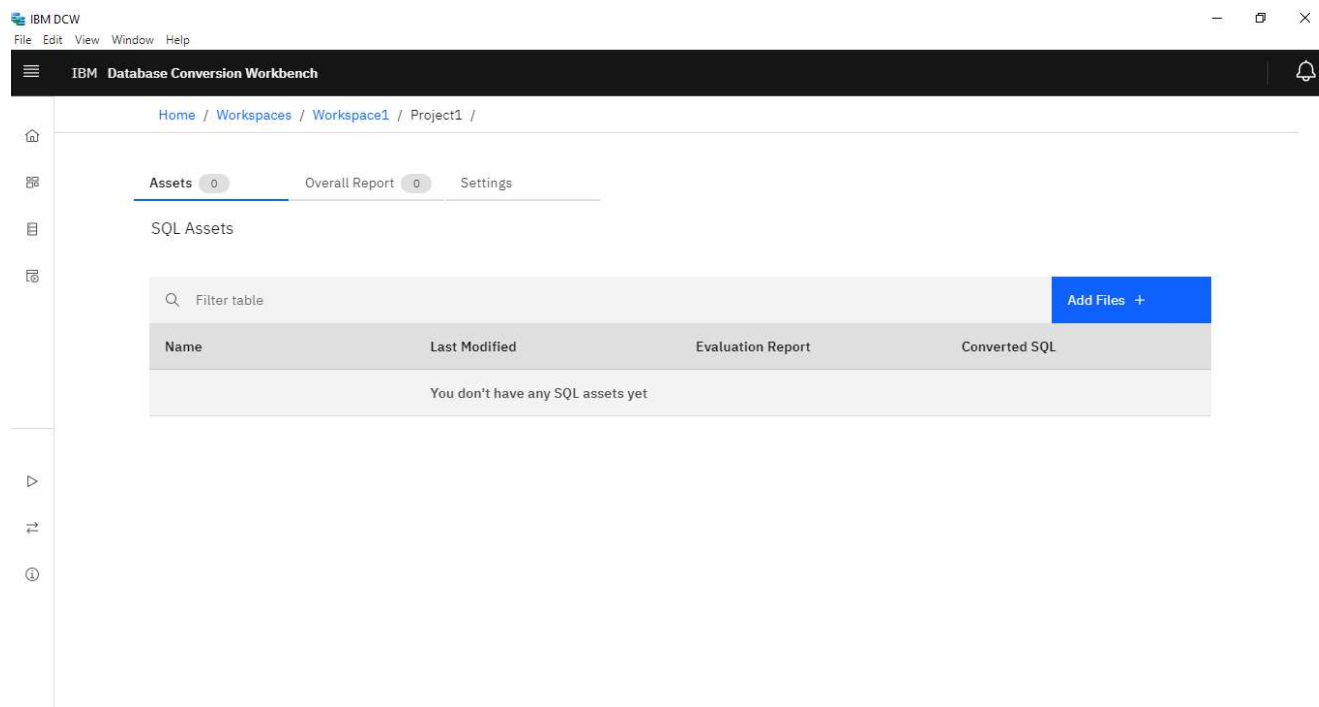 IBM DCW
File Edit View Window Help
IBM Database Conversion Workbench
Home / Workspaces / Workspace1 / Project1 /
Assets 0 Overall Report 0 Settings
SQL Assets
Filter table Add Files +
Name Last Modified Evaluation Report Converted SQL
You don't have any SQL assets yet